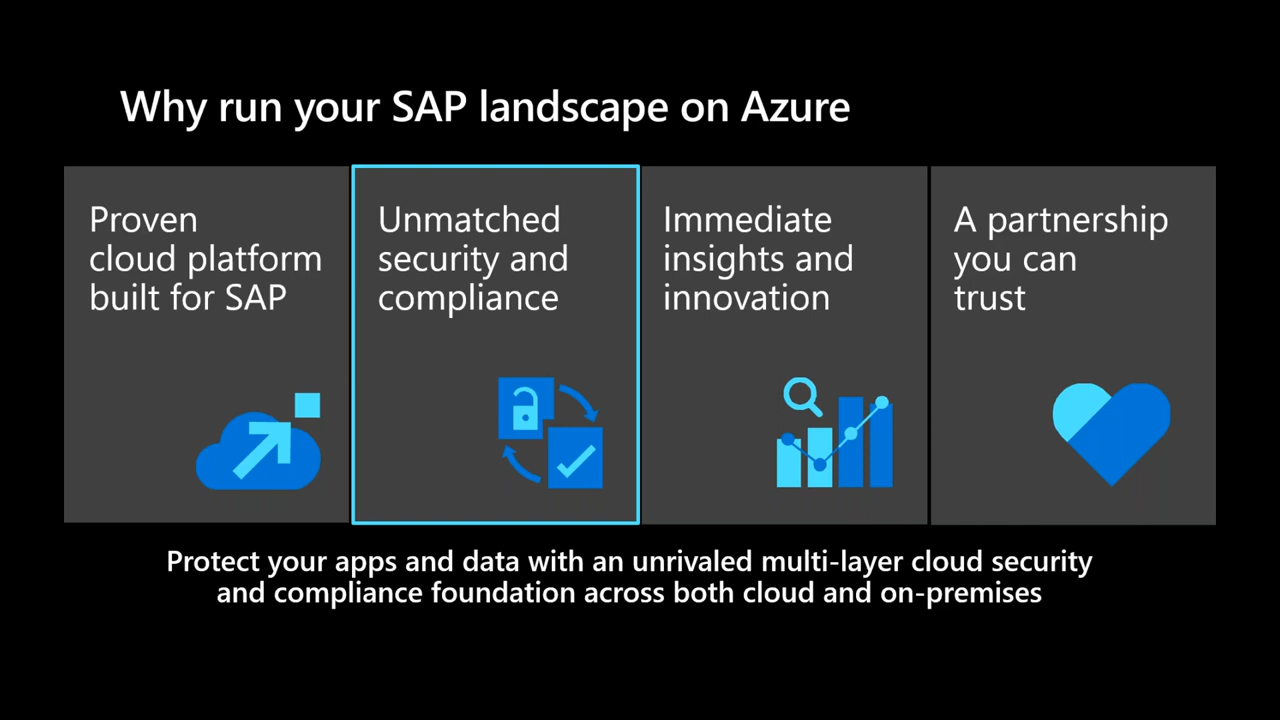 Why run your SAP landscape on Azure
Proven
cloud platform
built for SAP
Unmatched
security and
compliance
Immediate
insights and
innovation
A partnership
you can
trust
Protect your apps and data with an unrivaled multi-layer cloud security
and compliance foundation across both cloud and on-premises